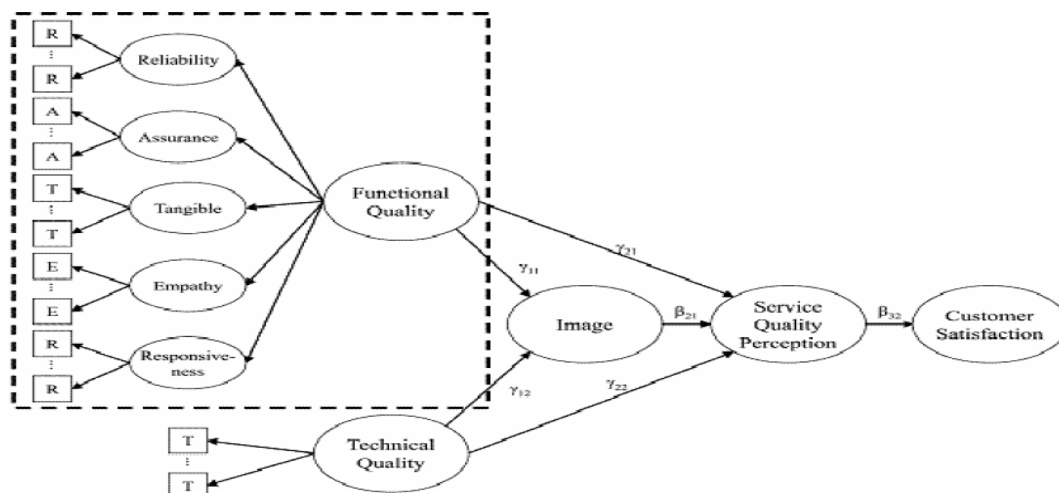 R
⋮
R
Reliability
A
⋮
A
Assurance
T
⋮
T
Tangible
E
⋮
E
Empathy
R
⋮
R
Responsive-
ness
Functional
Quality
γ21
γ11
Image
β21
Service
Quality
Perception
β32
Customer
Satisfaction
γ12
γ22
T
⋮
T
Technical
Quality